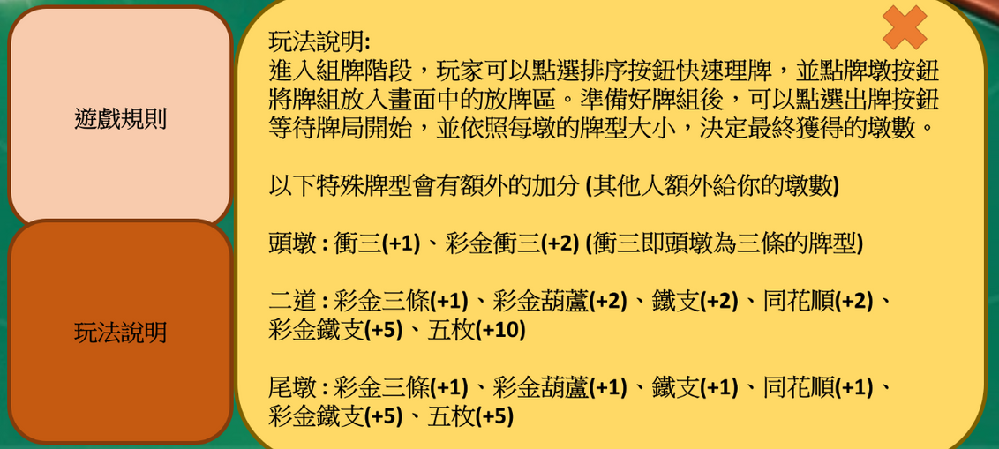 遊戲規則
玩法說明
玩法說明:
進入組牌階段，玩家可以點選排序按鈕快速理牌，並點牌墩按鈕
將牌組放入畫面中的放牌區。準備好牌組後，可以點選出牌按鈕
等待牌局開始，並依照每墩的牌型大小，決定最終獲得的墩數。
以下特殊牌型會有額外的加分 (其他人額外給你的墩數)
頭墩 : 衝三(+1)、彩金衝三(+2) (衝三即頭墩為三條的牌型)
二道 : 彩金三條(+1)、彩金葫蘆(+2)、鐵支(+2)、同花順(+2)、
彩金鐵支(+5)、五枚(+10)
尾墩 : 彩金三條(+1)、彩金葫蘆(+1)、鐵支(+1)、同花順(+1)、
彩金鐵支(+5)、五枚(+5)